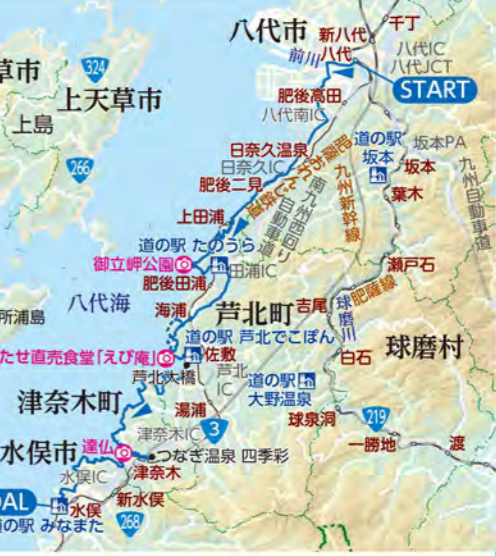 千丁
八代市
新八代
前川
八代
八代IC
八代JCT
START
324
草市
上天草市
上島
肥後高田
八代南IC
道の駅
坂本
坂本PA
日奈久温泉
日奈久IC
肥薩おれんじ鉄道
九州新幹線
南九州西回り
自動車道
九州自動車道
坂本
266
肥後二見
葉木
上田浦
道の駅 たのうら
御立岬公園
田浦IC
瀬戸石
肥後田浦
八代海
海浦
芦北町
吉尾
肥薩線
球磨川
所浦島
道の駅 芦北でこぽん
たせ直売食堂「えび庵」
佐敷
白石
球磨村
芦北大橋
芦北
IC
道の駅
大野温泉
津奈木町
湯浦
球泉洞
219
3
津奈木IC
一勝地
渡
水俣市
達仏
つなぎ温泉 四季彩
水俣IC
津奈木
OAL
水俣
新水俣
の駅 みなまた
268